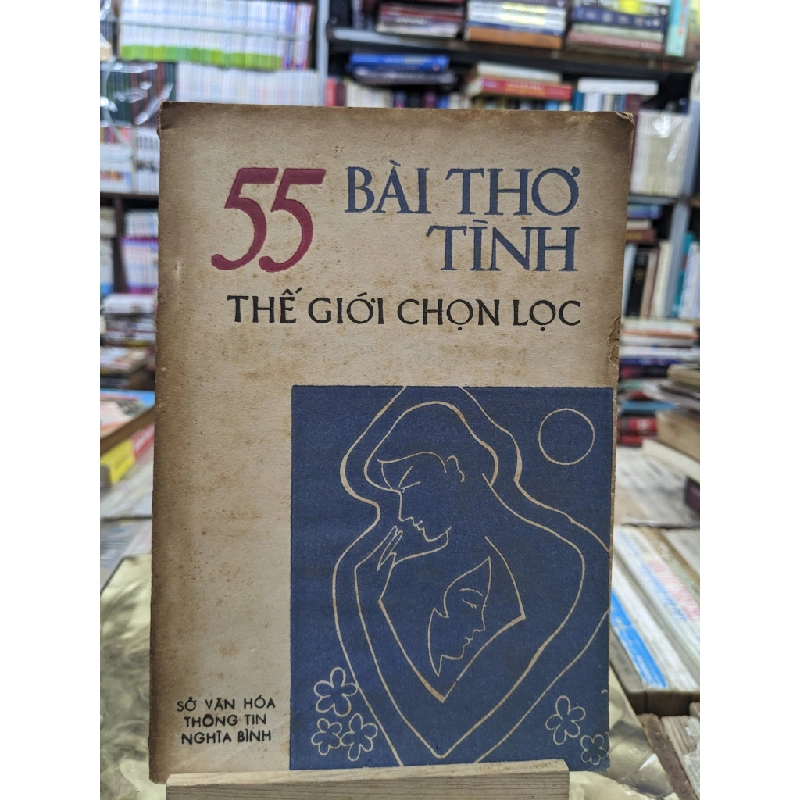 55 BÀI THƠ
TÌNH
THẾ GIỚI CHỌN LỌC
SỞ VĂN HÓA
THÔNG TIN
NGHĨA BÌNH